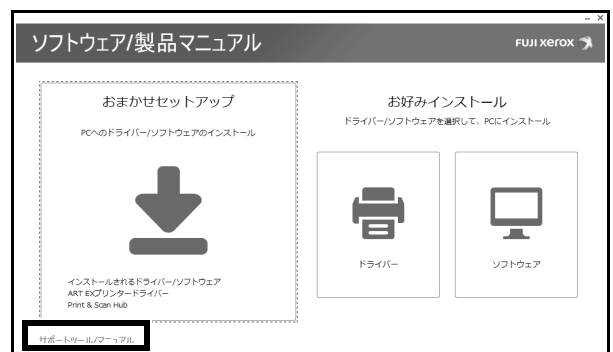 ソフトウェア/製品マニュアル
FUJI XEROX
おまかせセットアップ
PCへのドライバー/ソフトウェアのインストール
インストールされるドライバー/ソフトウェア
ART EXプリンタードライバー
Print & Scan Hub
お好みインストール
ドライバー/ソフトウェアを選択して、PCにインストール
ドライバー
ソフトウェア
サポートツール/マニュアル